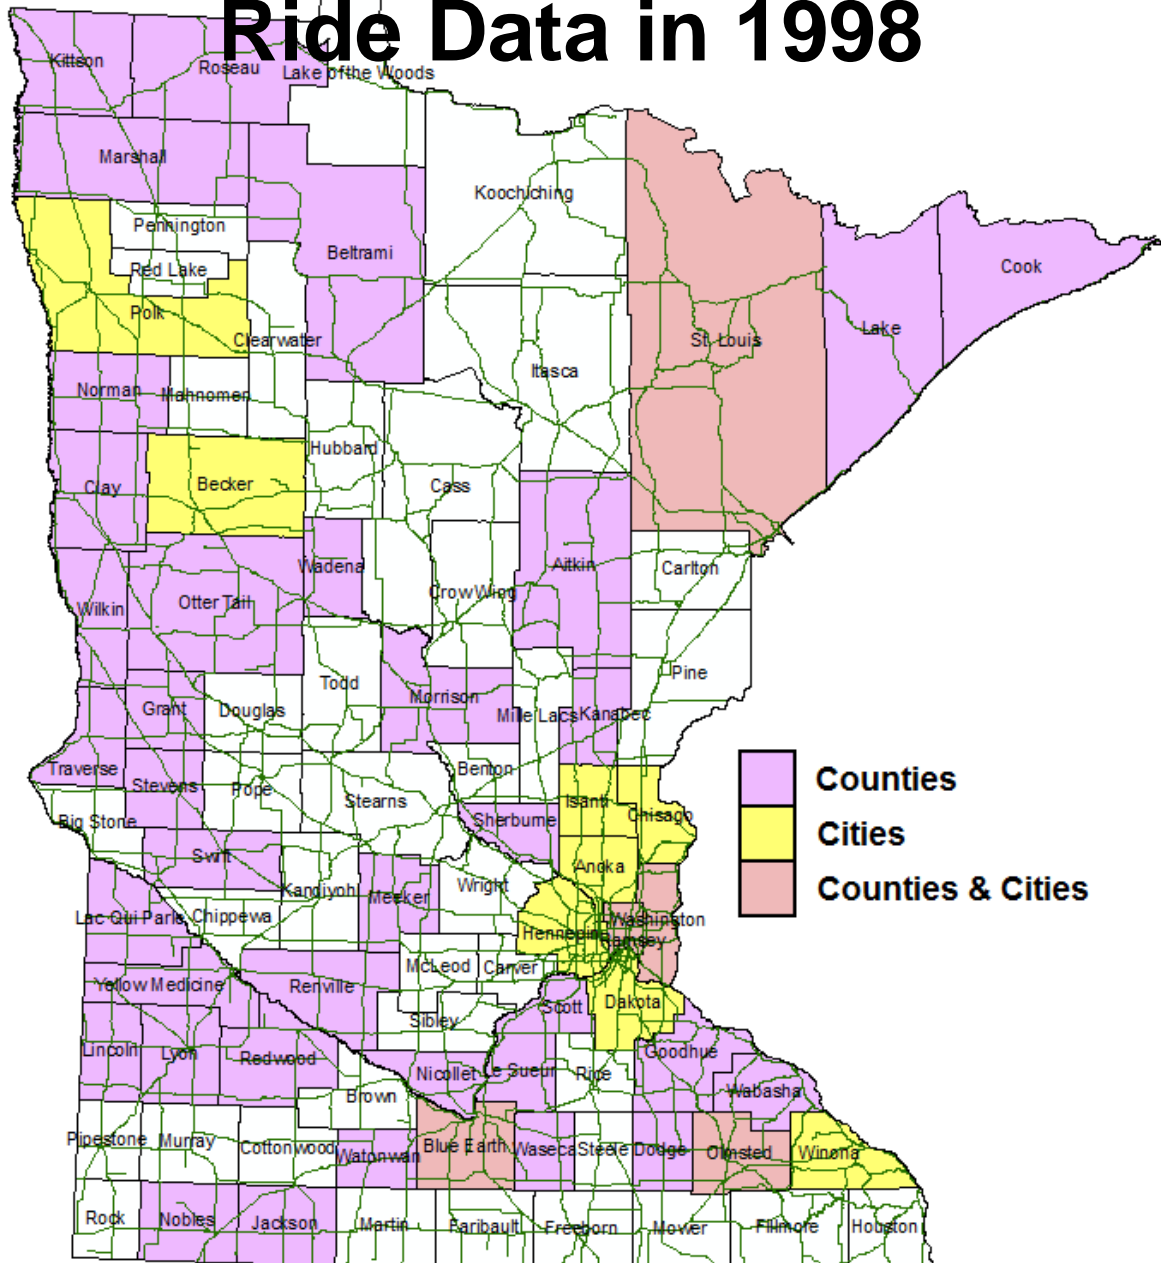 Ride Data in 1998
Kittson
Roseau
Lake of the Woods
Marshall
Koochiching
Pennington
Beltrami
Red Lake
Cook
Polk
Lake
Clearwater
St. Louis
Itasca
Norman
Mahnomen
Hubbard
Becker
Clay
Cass
Wadena
Aitkin
Carlton
Crow Wing
Otter Tail
Wilkin
Pine
Todd
Morrison
Grant
Douglas
Mille Lacs
Kanabec
Traverse
Benton
Counties
Stevens
Pope
Stearns
Isanti
Chisago
Big Stone
Sherburne
Cities
Swift
Anoka
Wright
Counties & Cities
Kandiyohi
Meeker
Lac Qui Parle
Chippewa
Washington
Hennepin
Ramsey
McLeod
Carver
Yellow Medicine
Renville
Scott
Dakota
Sibley
Lincoln
Lyon
Redwood
Goodhue
Nicollet
Le Sueur
Rice
Brown
Wabasha
Pipestone
Murray
Cottonwood
Watonwan
Blue Earth
Waseca
Steele
Dodge
Olmsted
Winona
Rock
Nobles
Jackson
Martin
Faribault
Freeborn
Mower
Fillmore
Houston